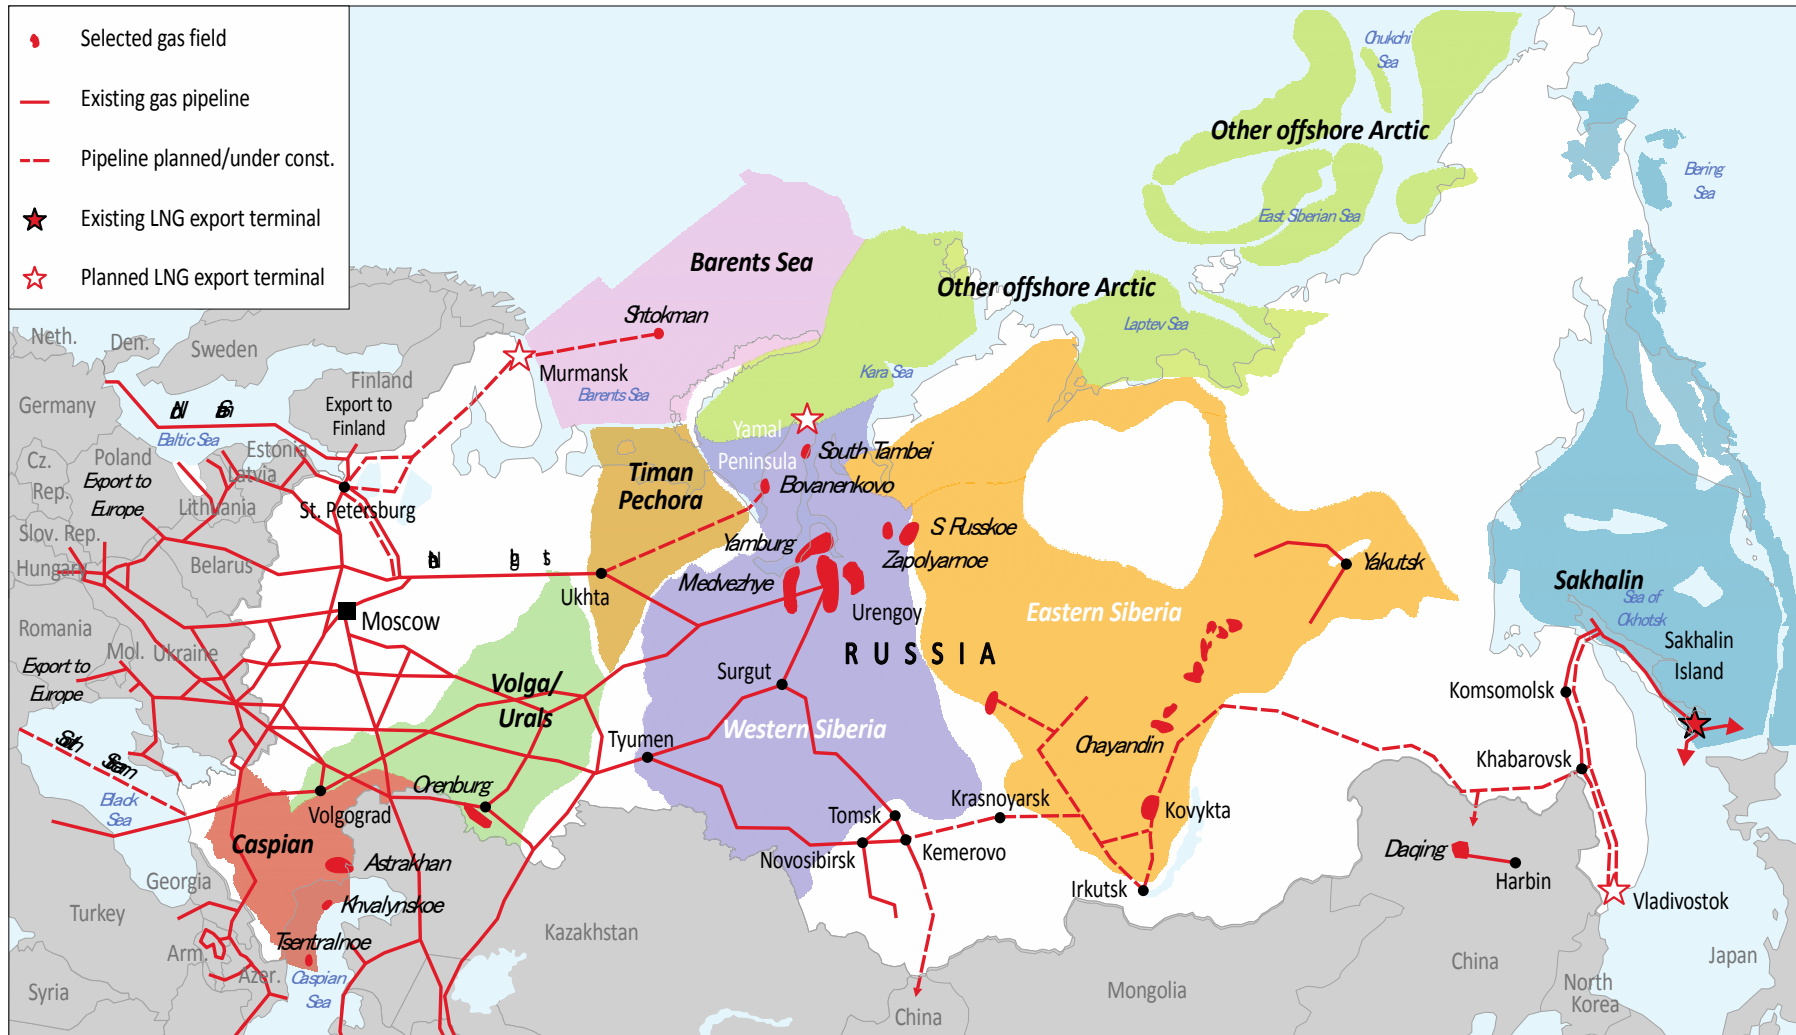 Selected gas field
Existing gas pipeline
Pipeline planned/under const.
Existing LNG export terminal
Planned LNG export terminal
Chukchi
Sea
Other offshore Arctic
Bering
Sea
East Siberian Sea
Barents Sea
Other offshore Arctic
Shtokman
Laptev Sea
Neth.
Den.
Sweden
Murmansk
Barents Sea
Kara Sea
Finland
Export to
Finland
Germany
Baltic Sea
Estonia
Latvia
Lithuania
Poland
Cz.
Rep.
Export to
Europe
St. Petersburg
Yamal
Peninsula
South Tambei
Bovanenkovo
Timan
Pechora
Slov. Rep.
Hungary
Belarus
S Russkoe
Yamburg
Zapolyarnoe
Medvezhye
Urengoy
Ukhta
Yakutsk
Sakhalin
Sea of
Okhotsk
Eastern Siberia
Moscow
Romania
Mol.
Ukraine
RUSSIA
Sakhalin
Island
Export to
Europe
Surgut
Volga/
Urals
Komsomolsk
Western Siberia
Tyumen
Chayandin
Khabarovsk
Orenburg
Black
Sea
Volgograd
Krasnoyarsk
Kovykta
Tomsk
Caspian
Astrakhan
Novosibirsk
Kemerovo
Daqing
Harbin
Georgia
Irkutsk
Vladivostok
Turkey
Khvalynskoe
Kazakhstan
Tsentralnoe
Arm.
Azer.
Caspian
Sea
Syria
Mongolia
China
China
North
Korea
Japan